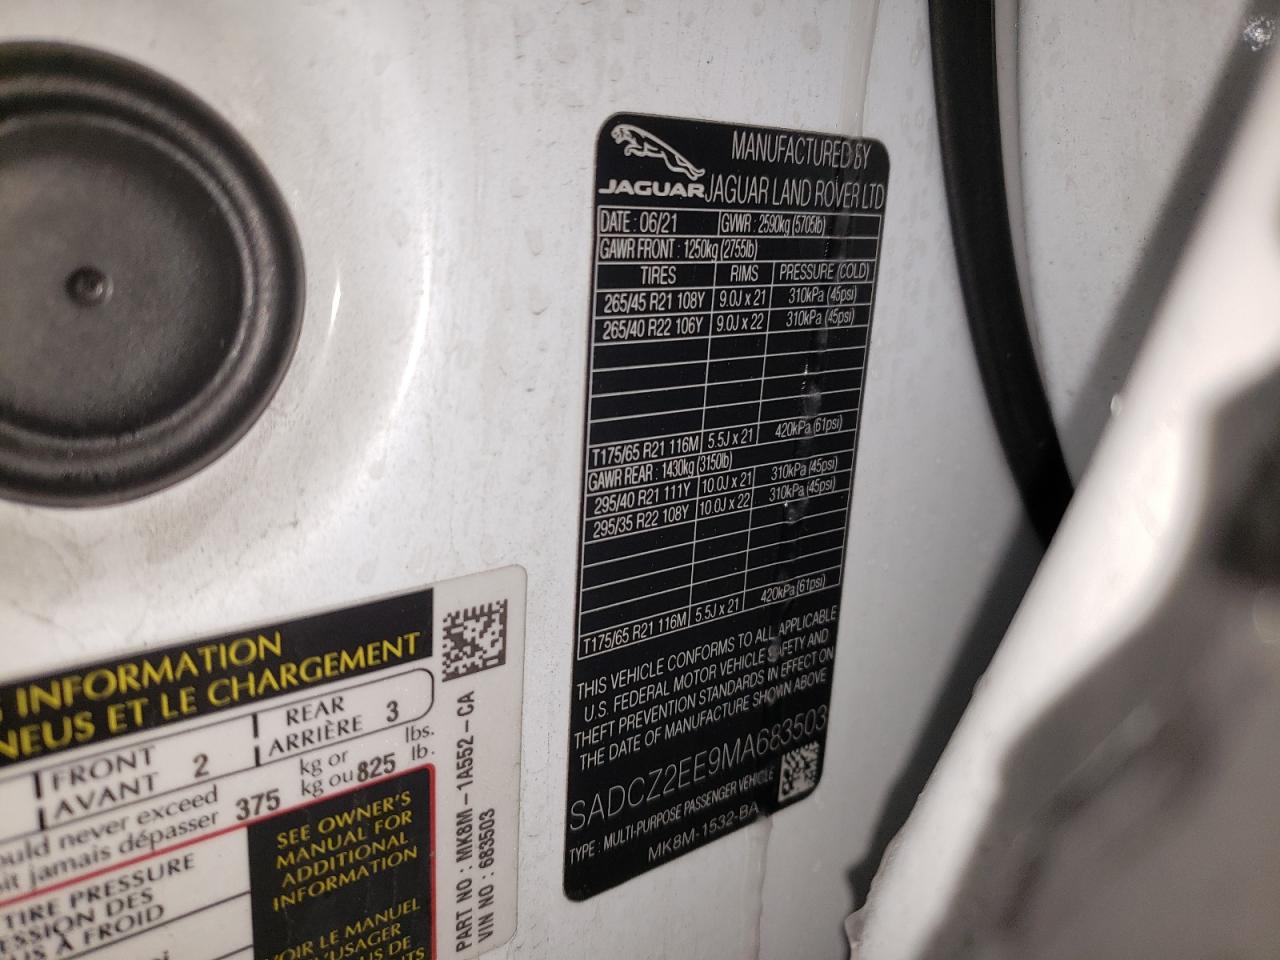 JAGUAR
MANUFACTURED BY
JAGUAR LAND ROVER LTD
DATE : 06/21 GVWR : 2590kg (5705lb)
GAWR FRONT : 1250kg (2755lb)
TIRES RIMS PRESSURE (COLD)
265/45 R21 108Y 9.0J x 21 310kPa (45psi)
265/40 R22 106Y 9.0J x 22 310kPa (45psi)
T175/65 R21 116M 5.5J x 21 420kPa (61psi)
GAWR REAR : 1430kg (3150lb)
295/40 R21 111Y 10.0J x 21 310kPa (45psi)
295/35 R22 108Y 10.0J x 22 310kPa (45psi)
T175/65 R21 116M 5.5J x 21 420kPa (61psi)
THIS VEHICLE CONFORMS TO ALL APPLICABLE
U.S. FEDERAL MOTOR VEHICLE SAFETY AND
THEFT PREVENTION STANDARDS IN EFFECT ON
THE DATE OF MANUFACTURE SHOWN ABOVE
SADCZ2EE9MA683503
TYPE : MULTI-PURPOSE PASSENGER VEHICLE
MK8M-1532-BA
INFORMATION
NEUS ET LE CHARGEMENT
FRONT 2 REAR 3
AVANT ARRIÈRE
ould never exceed 375 kg or 825 lbs.
it jamais dépasser kg ou lb.
TIRE PRESSURE
ESSION DES
US À FROID
SEE OWNER'S
MANUAL FOR
ADDITIONAL
INFORMATION
VOIR LE MANUEL
L'USAGER
DE
PART NO : MK8M-1A552-CA
VIN NO : 683503